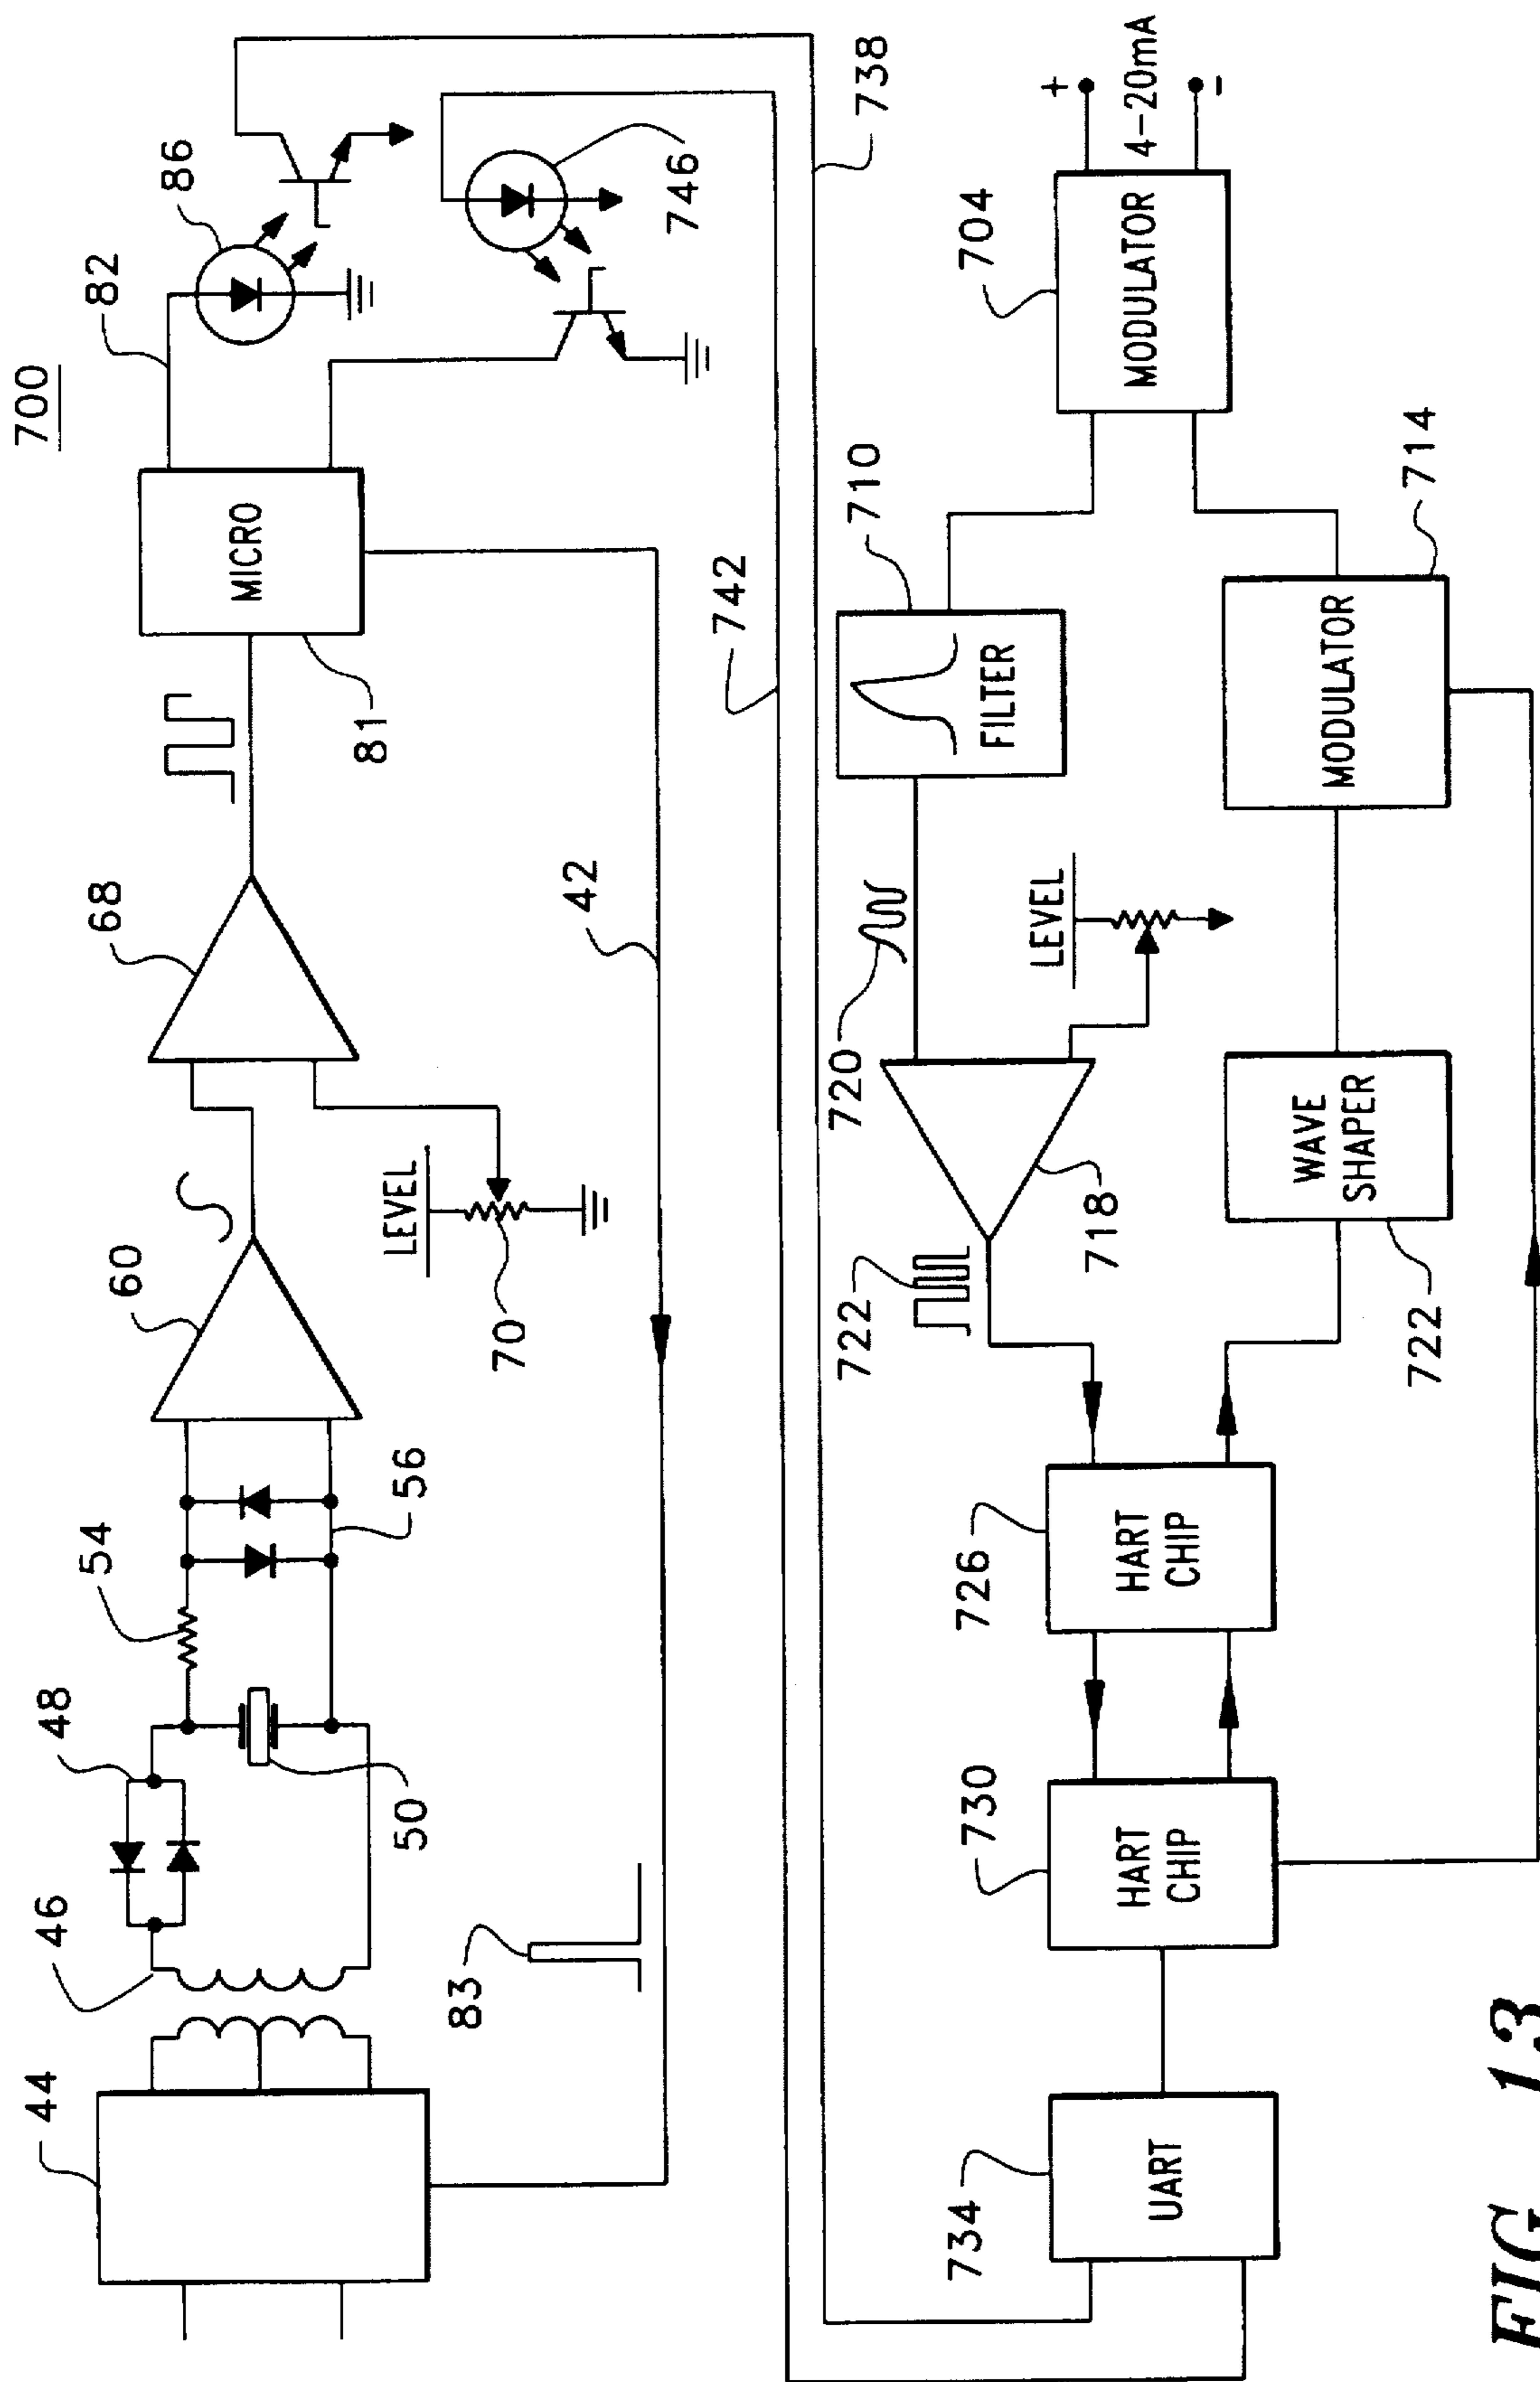 700
44
46
48
54
56
50
60
68
LEVEL
70
MICRO
81
82
86
746
83
42
742
738
720
710
FILTER
704
MODULATOR
+
4-20mA
-
714
MODULATOR
LEVEL
718
722
WAVE
SHAPER
722
726
HART
CHIP
730
HART
CHIP
734
UART
FIG. 13